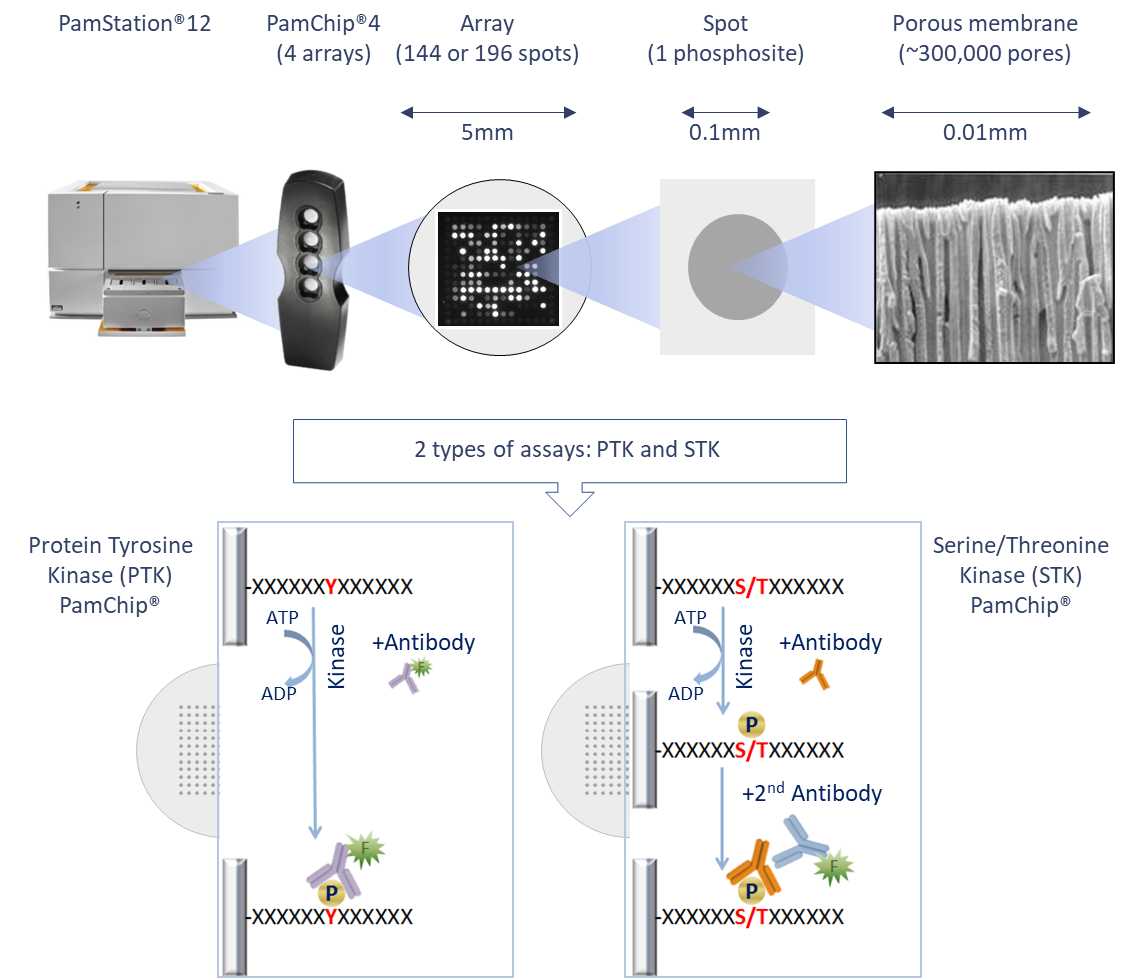 PamStation®12
PamChip®4
(4 arrays)
Array
(144 or 196 spots)
Spot
(1 phosphosite)
Porous membrane
(~300,000 pores)
5mm
0.1mm
0.01mm
2 types of assays: PTK and STK
Protein Tyrosine
Kinase (PTK)
PamChip®
-XXXXXXYXXXXXX
ATP
ADP
Kinase
+Antibody
F
F
P
-XXXXXXYXXXXXX
Serine/Threonine
Kinase (STK)
PamChip®
-XXXXXXS/TXXXXXX
ATP
ADP
Kinase
+Antibody
P
-XXXXXXS/TXXXXXX
+2nd Antibody
F
P
-XXXXXXS/TXXXXXX